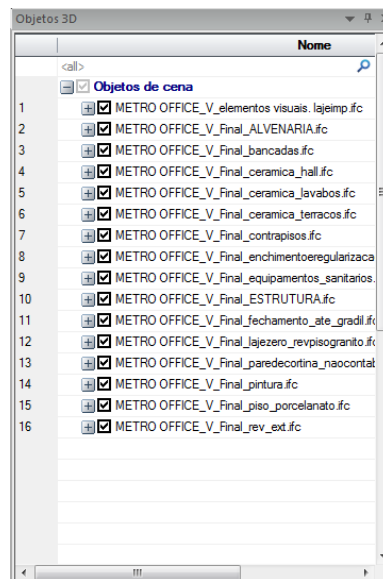 Objetos 3D
Nome
<all>
Objetos de cena
1 METRO OFFICE_V_elementos visuais. lajeimp.ifc
2 METRO OFFICE_V_Final_ALVENARIA.ifc
3 METRO OFFICE_V_Final_bancadas.ifc
4 METRO OFFICE_V_Final_ceramica_hall.ifc
5 METRO OFFICE_V_Final_ceramica_lavabos.ifc
6 METRO OFFICE_V_Final_ceramica_terracos.ifc
7 METRO OFFICE_V_Final_contrapisos.ifc
8 METRO OFFICE_V_Final_enchimentoeregularizaca
9 METRO OFFICE_V_Final_equipamentos_sanitarios.
10 METRO OFFICE_V_Final_ESTRUTURA.ifc
11 METRO OFFICE_V_Final_fechamento_ate_gradil.ifc
12 METRO OFFICE_V_Final_lajezero_revpisogranito.ifc
13 METRO OFFICE_V_Final_paredecortina_naocontab
14 METRO OFFICE_V_Final_pintura.ifc
15 METRO OFFICE_V_Final_piso_porcelanato.ifc
16 METRO OFFICE_V_Final_rev_ext.ifc